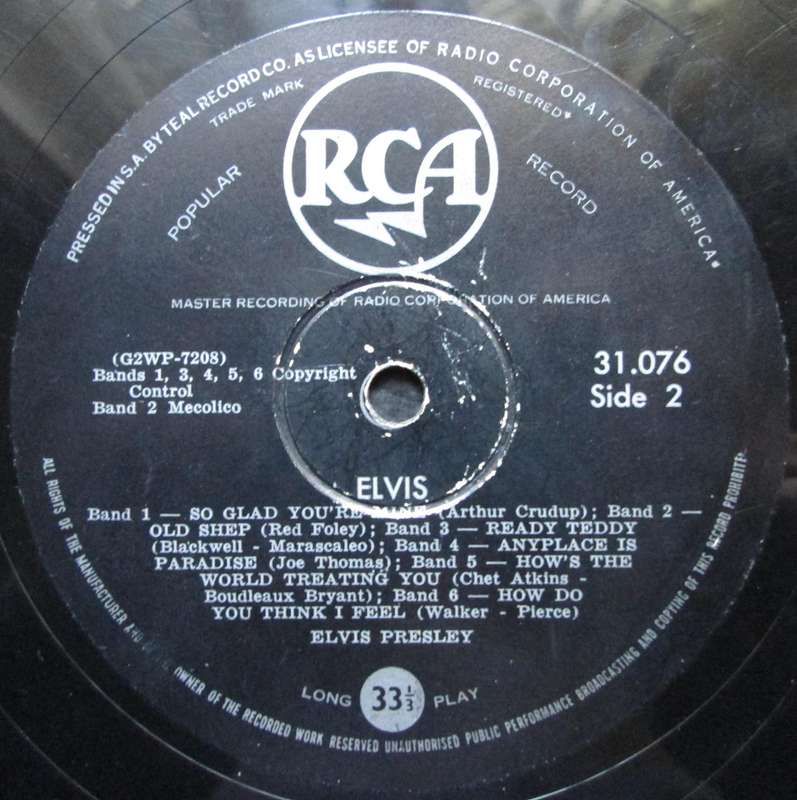 PRESSED IN S.A. BY TEAL RECORD CO. AS LICENSEE OF RADIO CORPORATION OF AMERICA.
TRADE MARK
REGISTERED
RCA
POPULAR
RECORD
MASTER RECORDING OF RADIO CORPORATION OF AMERICA
(G2WP-7208)
Bands 1, 3, 4, 5, 6 Copyright
Control
Band 2 Mecolico
31.076
Side 2
ELVIS
Band 1 — SO GLAD YOU'RE MINE (Arthur Crudup); Band 2 —
OLD SHEP (Red Foley); Band 3 — READY TEDDY
(Blackwell - Marascaleo); Band 4 — ANYPLACE IS
PARADISE (Joe Thomas); Band 5 — HOW'S THE
WORLD TREATING YOU (Chet Atkins -
Boudleaux Bryant); Band 6 — HOW DO
YOU THINK I FEEL (Walker - Pierce)
ELVIS PRESLEY
LONG 33⅓ PLAY
ALL RIGHTS OF THE MANUFACTURER AND OWNER OF THE RECORDED WORK RESERVED UNAUTHORISED PUBLIC PERFORMANCE BROADCASTING AND COPYING OF THIS RECORD PROHIBITED